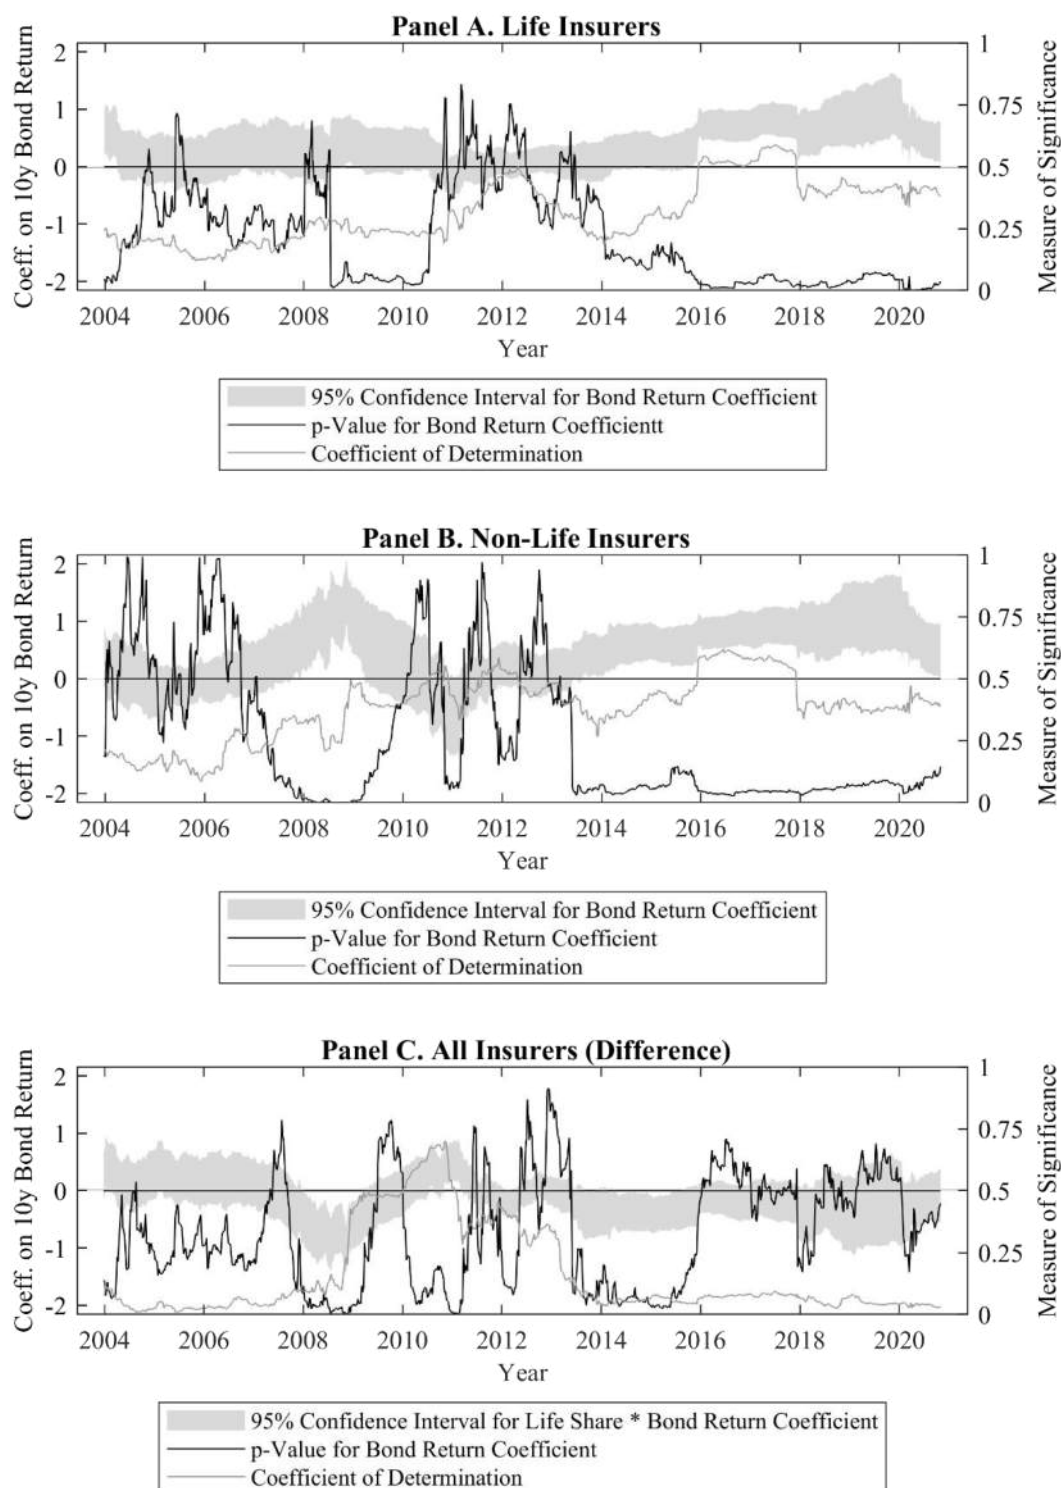 Panel A. Life Insurers
Coeff. on 10y Bond Return
2
1
0
-1
-2
1
0.75
0.5
0.25
0
Measure of Significance
2004 2006 2008 2010 2012 2014 2016 2018 2020
Year
95% Confidence Interval for Bond Return Coefficient
p-Value for Bond Return Coefficientt
Coefficient of Determination
Panel B. Non-Life Insurers
Coeff. on 10y Bond Return
2
1
0
-1
-2
1
0.75
0.5
0.25
0
Measure of Significance
2004 2006 2008 2010 2012 2014 2016 2018 2020
Year
95% Confidence Interval for Bond Return Coefficient
p-Value for Bond Return Coefficient
Coefficient of Determination
Panel C. All Insurers (Difference)
Coeff. on 10y Bond Return
2
1
0
-1
-2
1
0.75
0.5
0.25
0
Measure of Significance
2004 2006 2008 2010 2012 2014 2016 2018 2020
Year
95% Confidence Interval for Life Share * Bond Return Coefficient
p-Value for Bond Return Coefficient
Coefficient of Determination